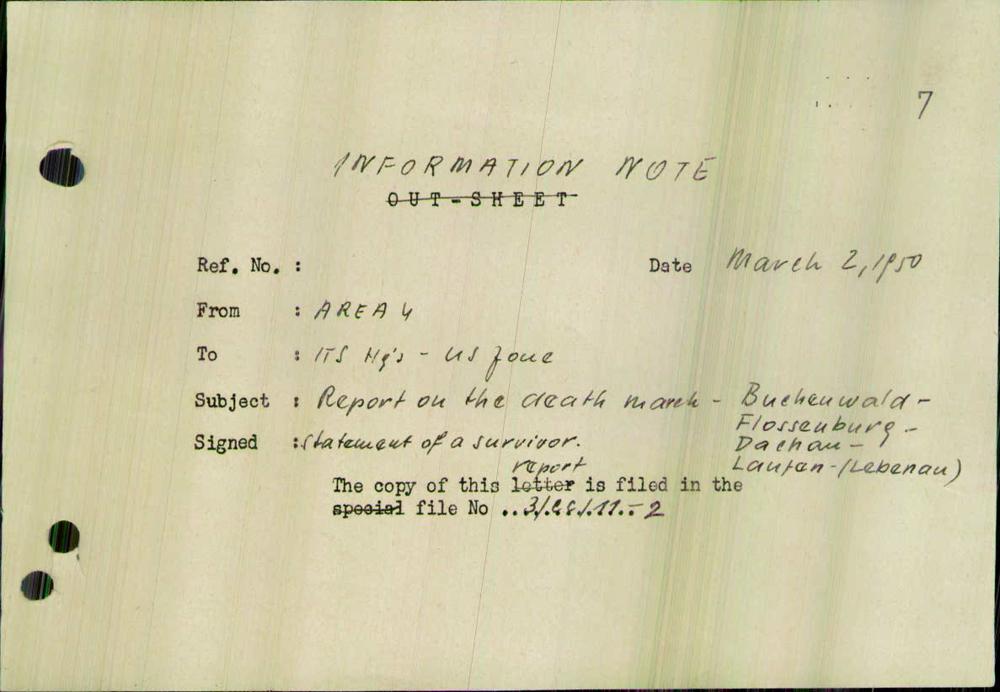 7
INFORMATION NOTE
OUT-SHEET
Ref. No. : Date March 2, 1950
From : AREA 4
To : ITS Hq's - US Zone
Subject : Report on the death march - Buchenwald -
Flossenburg -
Signed : Statement of a survivor. Dachau -
Laufen - (Lebenau)
report
The copy of this letter is filed in the
special file No